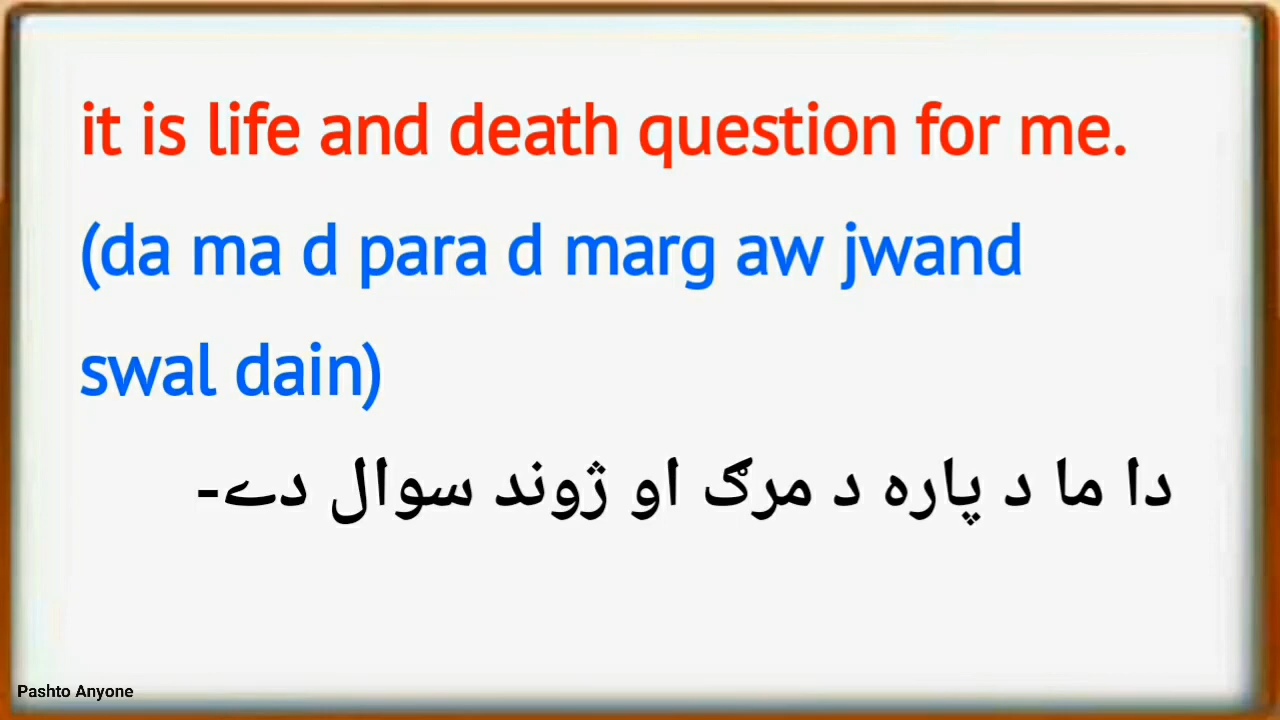 it is life and death question for me.
(da ma d para d marg aw jwand
swal dain)
دا ما د پاره د مرګ او ژوند سوال دے-
Pashto Anyone